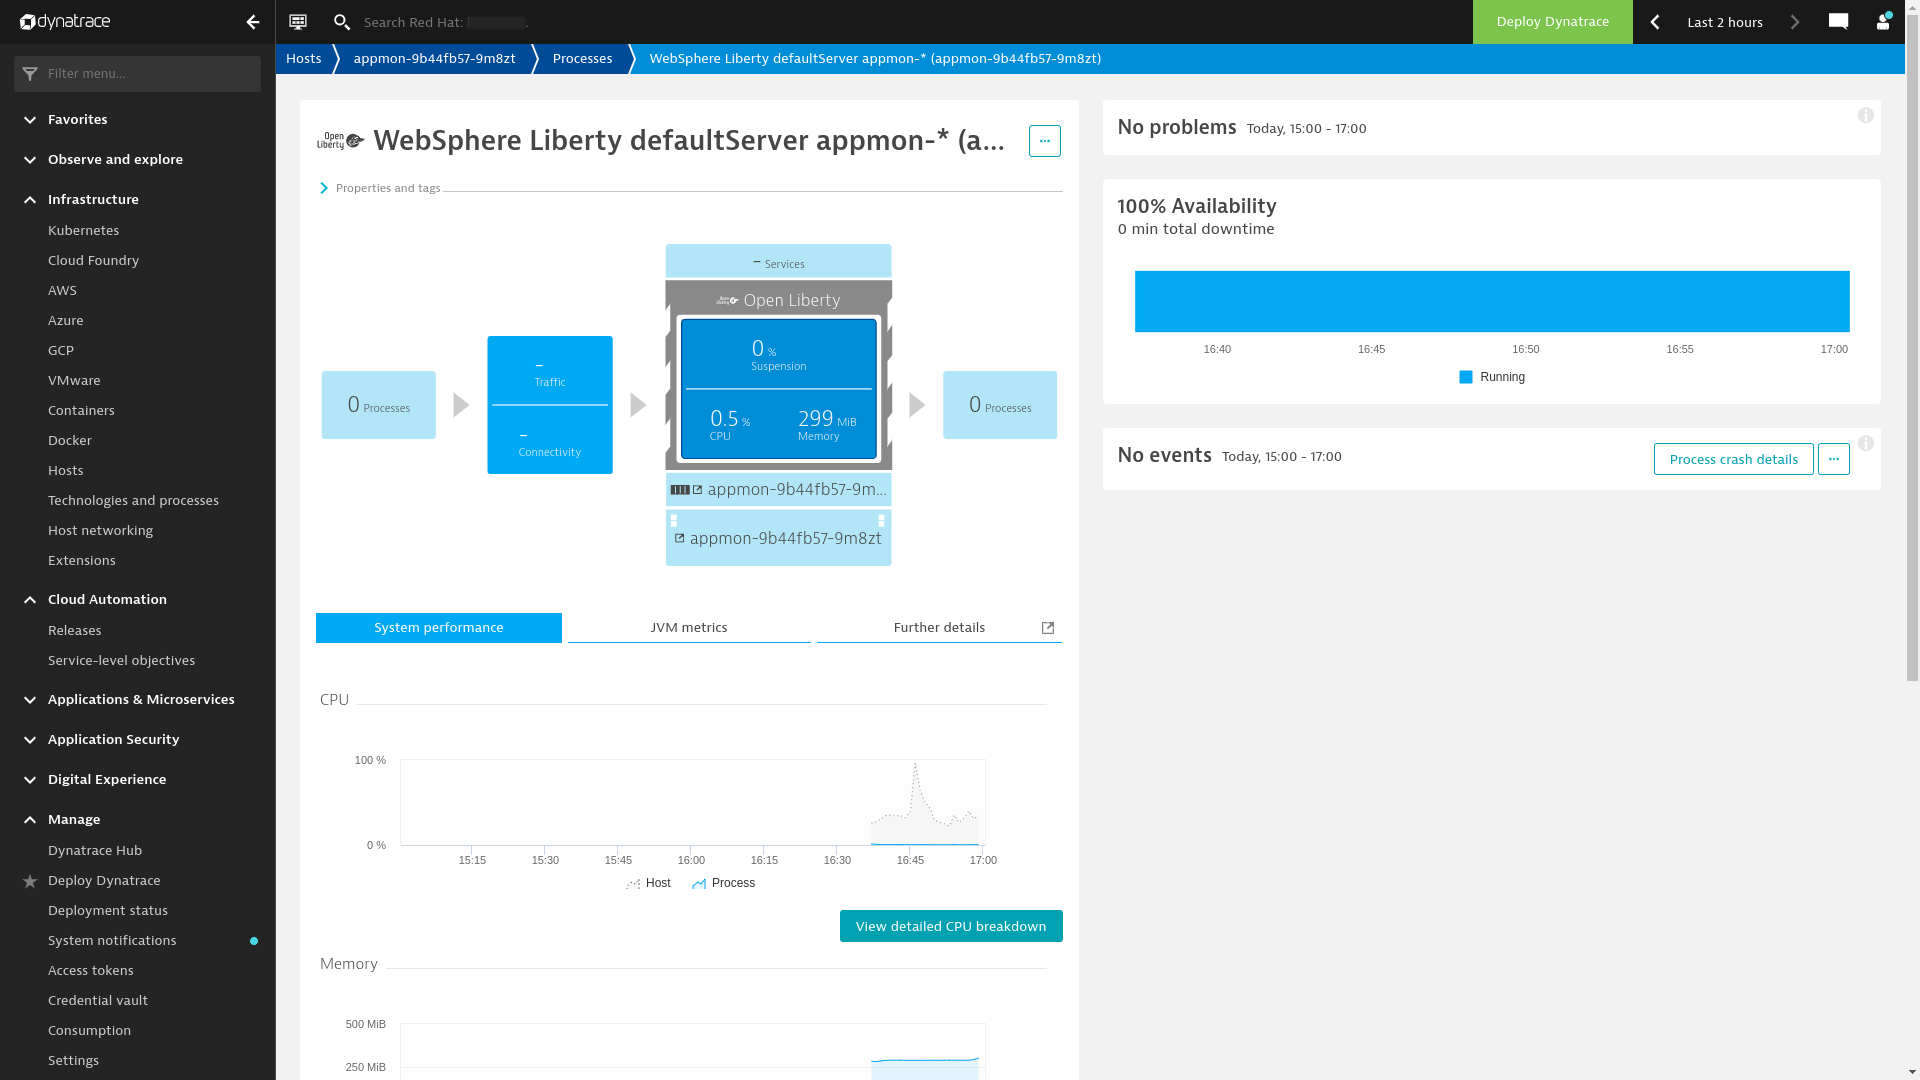 dynatrace
Search Red Hat:
Deploy Dynatrace
Last 2 hours
Filter menu...
Favorites
Observe and explore
Infrastructure
Kubernetes
Cloud Foundry
AWS
Azure
GCP
VMware
Containers
Docker
Hosts
Technologies and processes
Host networking
Extensions
Cloud Automation
Releases
Service-level objectives
Applications & Microservices
Application Security
Digital Experience
Manage
Dynatrace Hub
Deploy Dynatrace
Deployment status
System notifications
Access tokens
Credential vault
Consumption
Settings
Hosts
appmon-9b44fb57-9m8zt
Processes
WebSphere Liberty defaultServer appmon-* (appmon-9b44fb57-9m8zt)
Open Liberty
WebSphere Liberty defaultServer appmon-* (a...
Properties and tags
0 Processes
– Traffic
– Connectivity
– Services
Open Liberty
0 %
Suspension
0.5 %
CPU
299 MiB
Memory
appmon-9b44fb57-9m...
appmon-9b44fb57-9m8zt
0 Processes
System performance
JVM metrics
Further details
CPU
100 %
0 %
15:15 15:30 15:45 16:00 16:15 16:30 16:45 17:00
Host Process
View detailed CPU breakdown
Memory
500 MiB
250 MiB
No problems Today, 15:00 - 17:00
100% Availability
0 min total downtime
16:40 16:45 16:50 16:55 17:00
Running
No events Today, 15:00 - 17:00
Process crash details